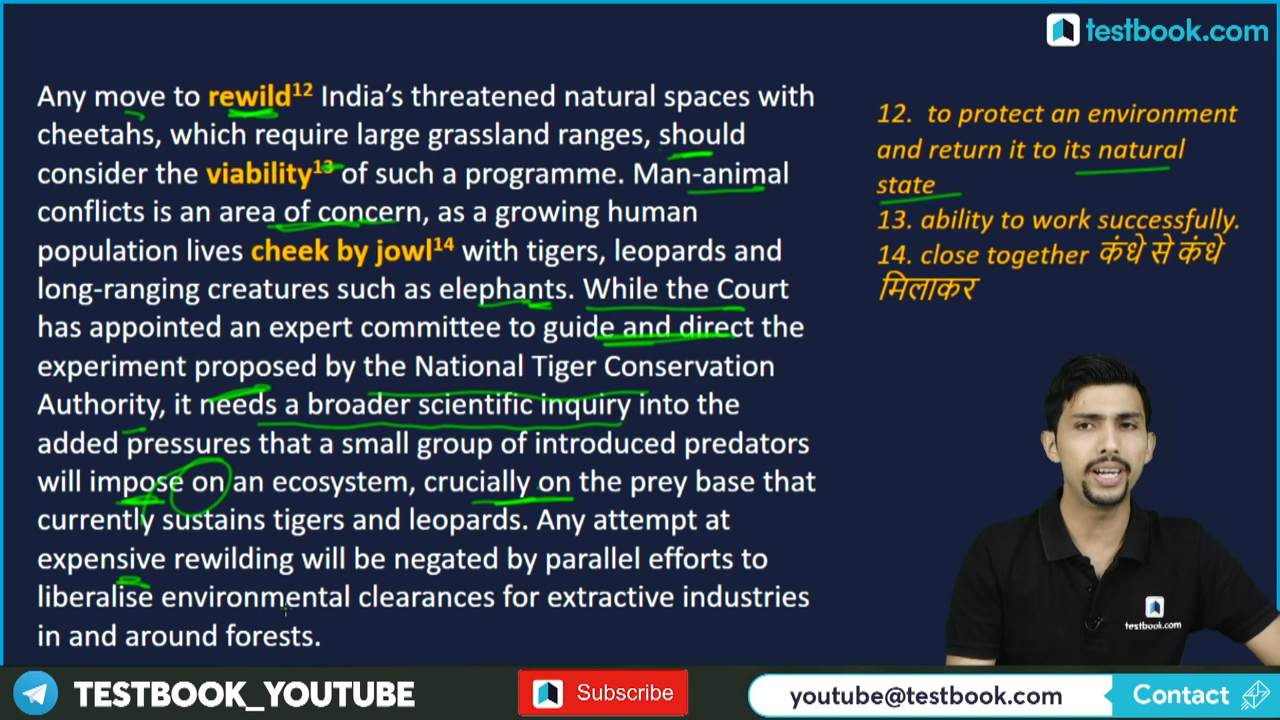 testbook.com
Any move to rewild¹² India's threatened natural spaces with
cheetahs, which require large grassland ranges, should
consider the viability¹³ of such a programme. Man-animal
conflicts is an area of concern, as a growing human
population lives cheek by jowl¹⁴ with tigers, leopards and
long-ranging creatures such as elephants. While the Court
has appointed an expert committee to guide and direct the
experiment proposed by the National Tiger Conservation
Authority, it needs a broader scientific inquiry into the
added pressures that a small group of introduced predators
will impose on an ecosystem, crucially on the prey base that
currently sustains tigers and leopards. Any attempt at
expensive rewilding will be negated by parallel efforts to
liberalise environmental clearances for extractive industries
in and around forests.
12. to protect an environment
and return it to its natural
state
13. ability to work successfully.
14. close together कंधे से कंधे
मिलाकर
testbook.com
TESTBOOK_YOUTUBE
Subscribe
youtube@testbook.com
Contact